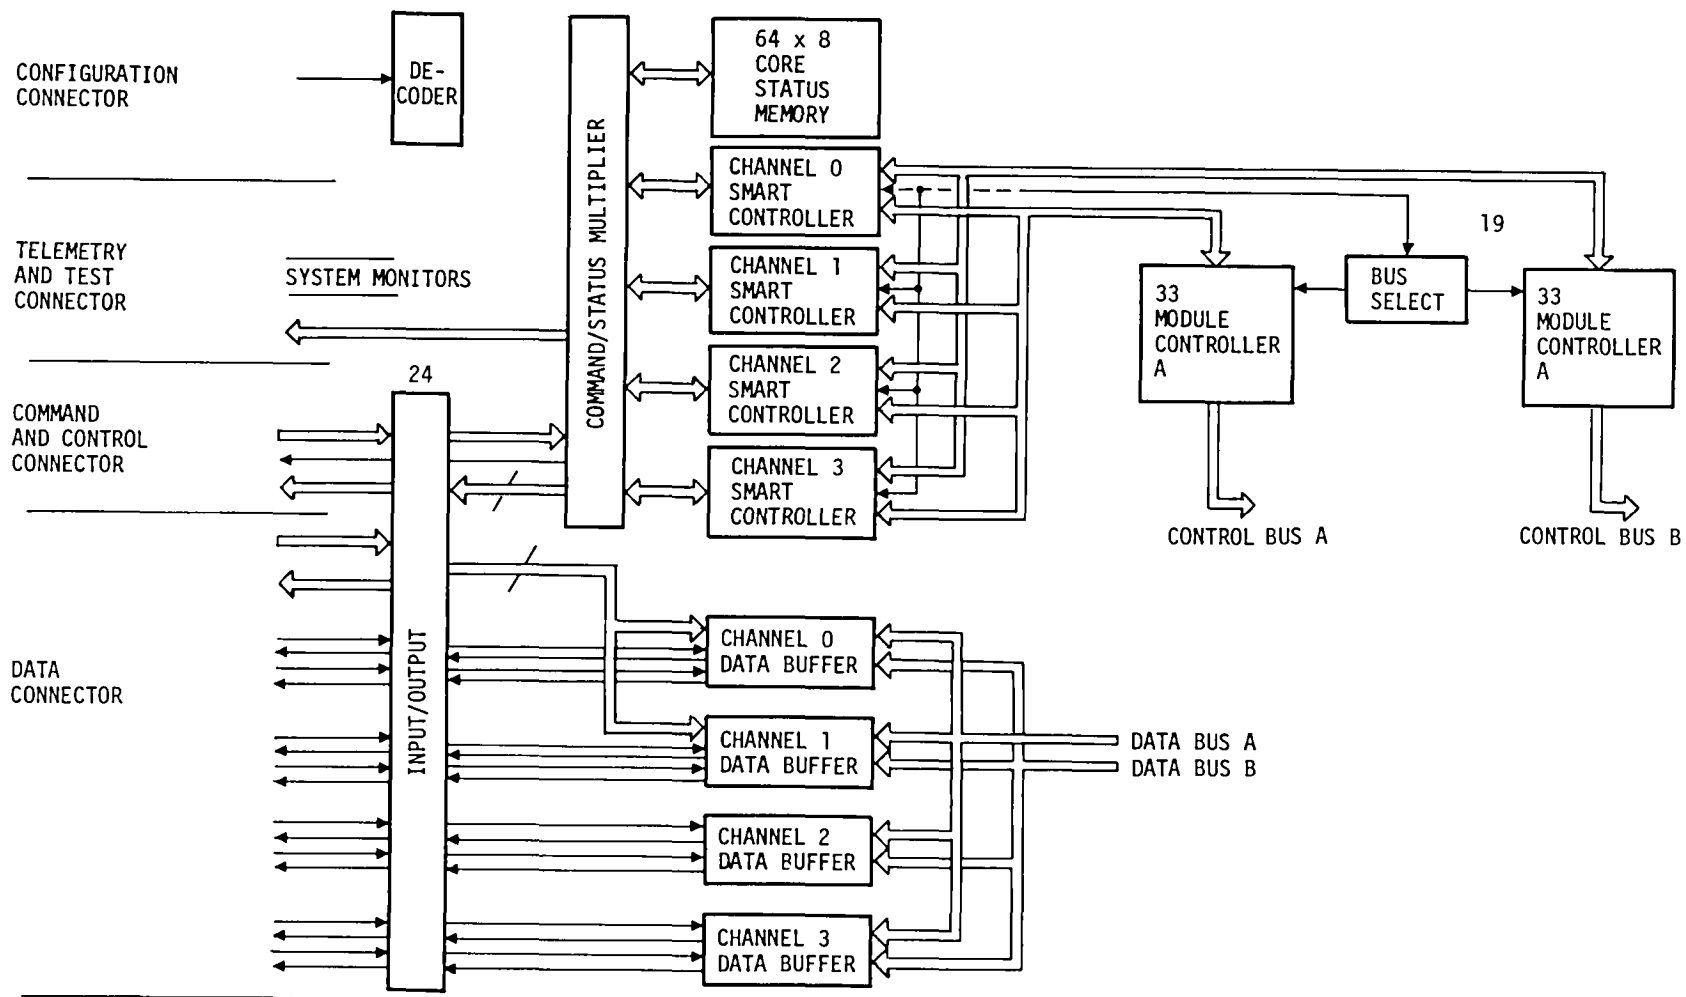 CONFIGURATION
CONNECTOR
DE-
CODER
COMMAND/STATUS MULTIPLIER
64 x 8
CORE
STATUS
MEMORY
CHANNEL 0
SMART
CONTROLLER
CHANNEL 1
SMART
CONTROLLER
CHANNEL 2
SMART
CONTROLLER
CHANNEL 3
SMART
CONTROLLER
TELEMETRY
AND TEST
CONNECTOR
SYSTEM MONITORS
19
33
MODULE
CONTROLLER
A
BUS
SELECT
33
MODULE
CONTROLLER
A
CONTROL BUS A
CONTROL BUS B
COMMAND
AND CONTROL
CONNECTOR
24
INPUT/OUTPUT
DATA
CONNECTOR
CHANNEL 0
DATA BUFFER
CHANNEL 1
DATA BUFFER
CHANNEL 2
DATA BUFFER
CHANNEL 3
DATA BUFFER
DATA BUS A
DATA BUS B